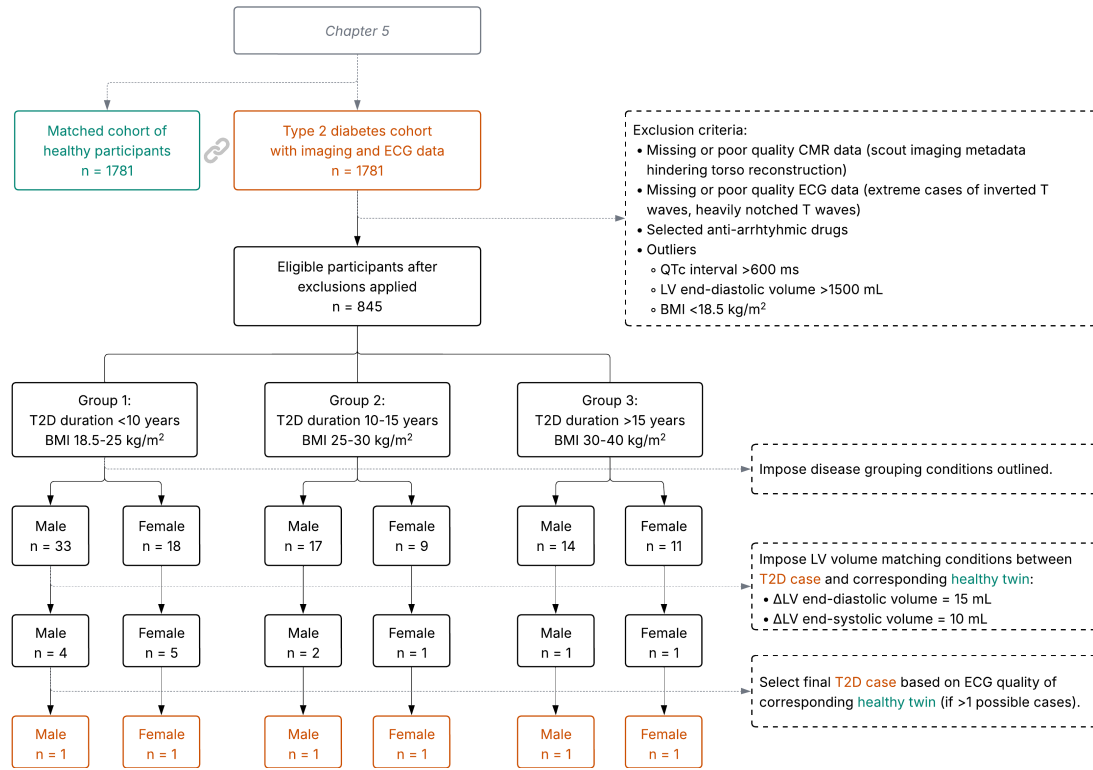 Chapter 5
Matched cohort of
healthy participants
n = 1781
Type 2 diabetes cohort
with imaging and ECG data
n = 1781
Exclusion criteria:
• Missing or poor quality CMR data (scout imaging metadata
hindering torso reconstruction)
• Missing or poor quality ECG data (extreme cases of inverted T
waves, heavily notched T waves)
• Selected anti-arrhtyhmic drugs
• Outliers
∘ QTc interval >600 ms
∘ LV end-diastolic volume >1500 mL
∘ BMI <18.5 kg/m²
Eligible participants after
exclusions applied
n = 845
Group 1:
T2D duration <10 years
BMI 18.5-25 kg/m²
Group 2:
T2D duration 10-15 years
BMI 25-30 kg/m²
Group 3:
T2D duration >15 years
BMI 30-40 kg/m²
Impose disease grouping conditions outlined.
Male
n = 33
Female
n = 18
Male
n = 17
Female
n = 9
Male
n = 14
Female
n = 11
Impose LV volume matching conditions between
T2D case and corresponding healthy twin:
• ΔLV end-diastolic volume = 15 mL
• ΔLV end-systolic volume = 10 mL
Male
n = 4
Female
n = 5
Male
n = 2
Female
n = 1
Male
n = 1
Female
n = 1
Select final T2D case based on ECG quality of
corresponding healthy twin (if >1 possible cases).
Male
n = 1
Female
n = 1
Male
n = 1
Female
n = 1
Male
n = 1
Female
n = 1